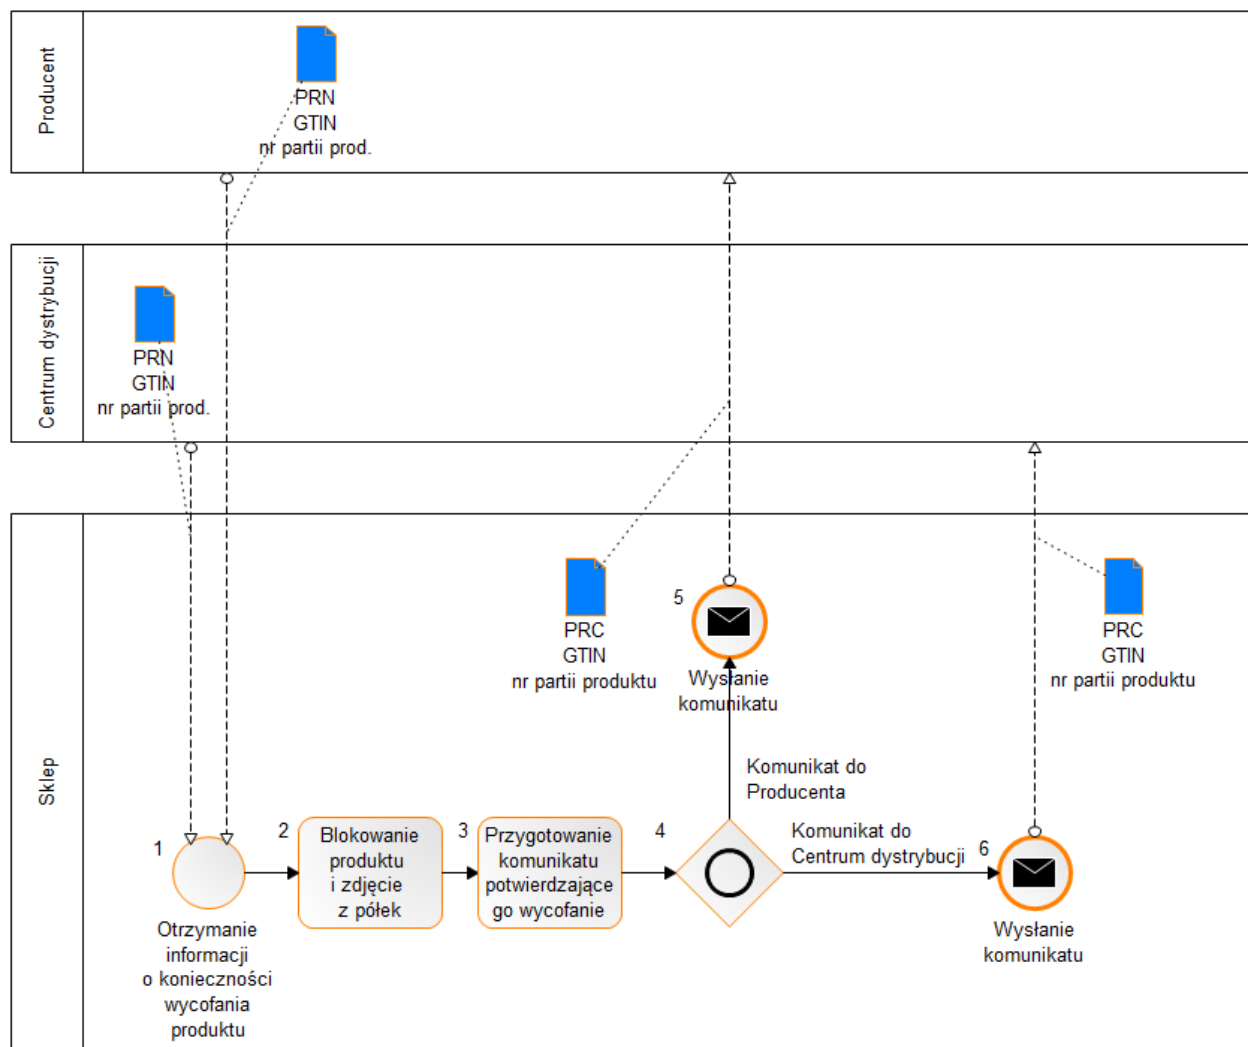 Producent
PRN
GTIN
nr partii prod.
Centrum dystrybucji
PRN
GTIN
nr partii prod.
Sklep
PRC
GTIN
nr partii produktu
5
Wysłanie
komunikatu
PRC
GTIN
nr partii produktu
Komunikat do
Producenta
1
Otrzymanie
informacji
o konieczności
wycofania
produktu
2
Blokowanie
produktu
i zdjęcie
z półek
3
Przygotowanie
komunikatu
potwierdzające
go wycofanie
4
Komunikat do
Centrum dystrybucji
6
Wysłanie
komunikatu